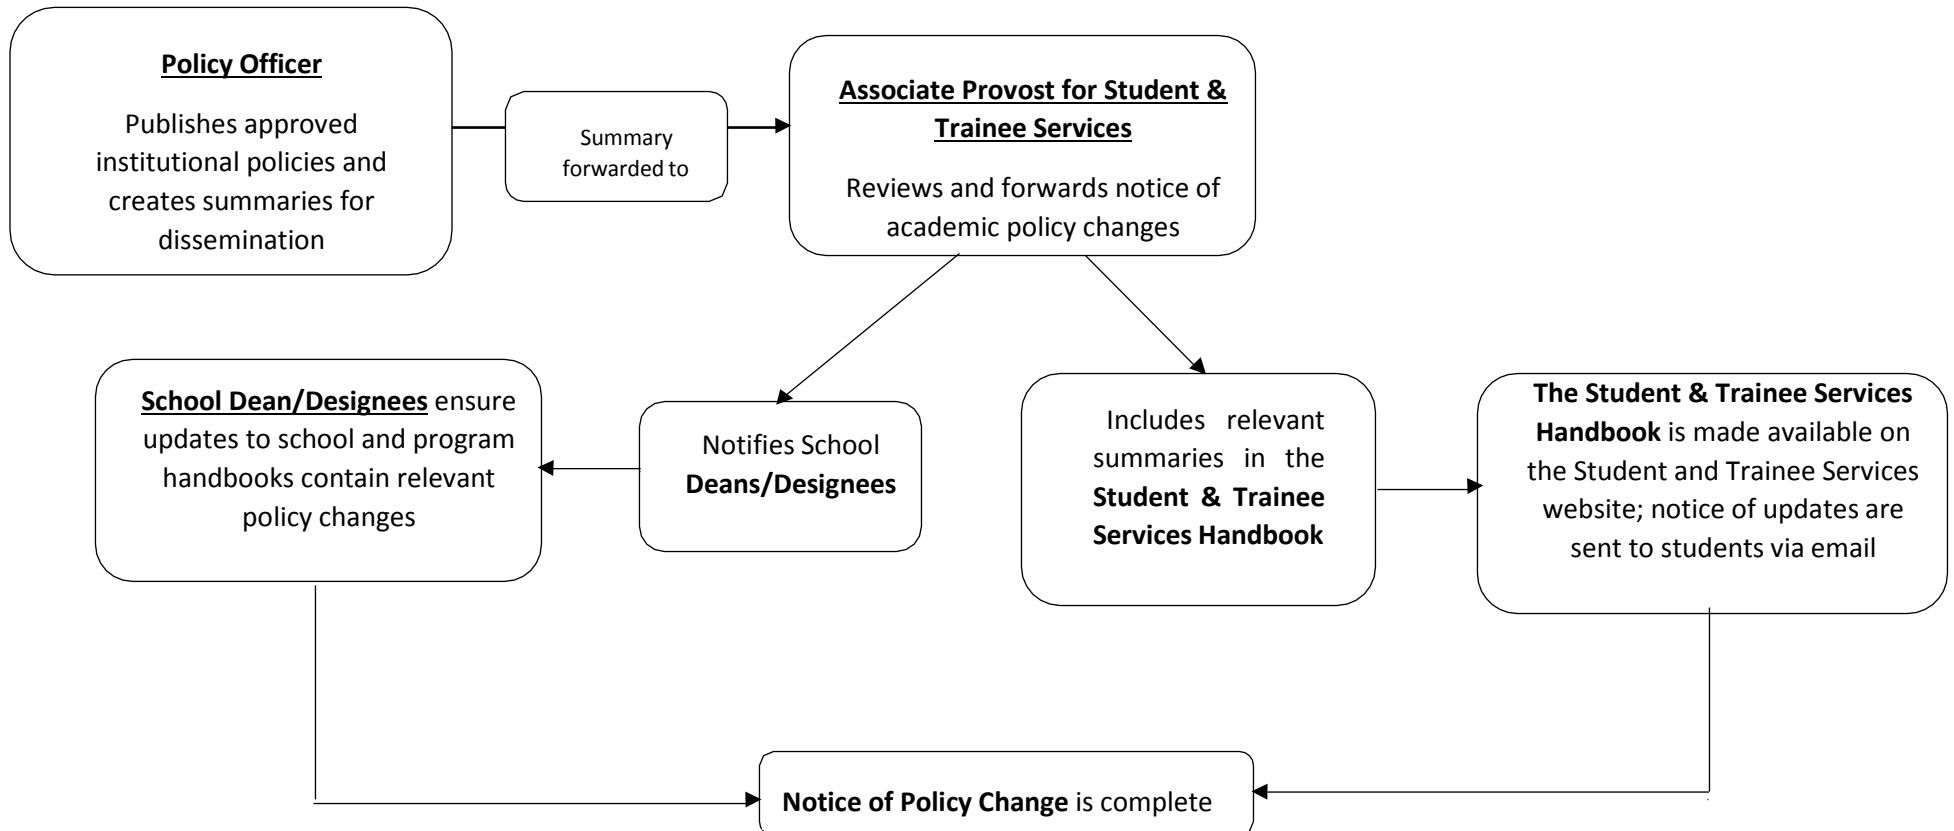 Policy Officer
Publishes approved
institutional policies and
creates summaries for
dissemination
Summary
forwarded to
Associate Provost for Student &
Trainee Services
Reviews and forwards notice of
academic policy changes
School Dean/Designees ensure
updates to school and program
handbooks contain relevant
policy changes
Notifies School
Deans/Designees
Includes relevant
summaries in the
Student & Trainee
Services Handbook
The Student & Trainee Services
Handbook is made available on
the Student and Trainee Services
website; notice of updates are
sent to students via email
Notice of Policy Change is complete